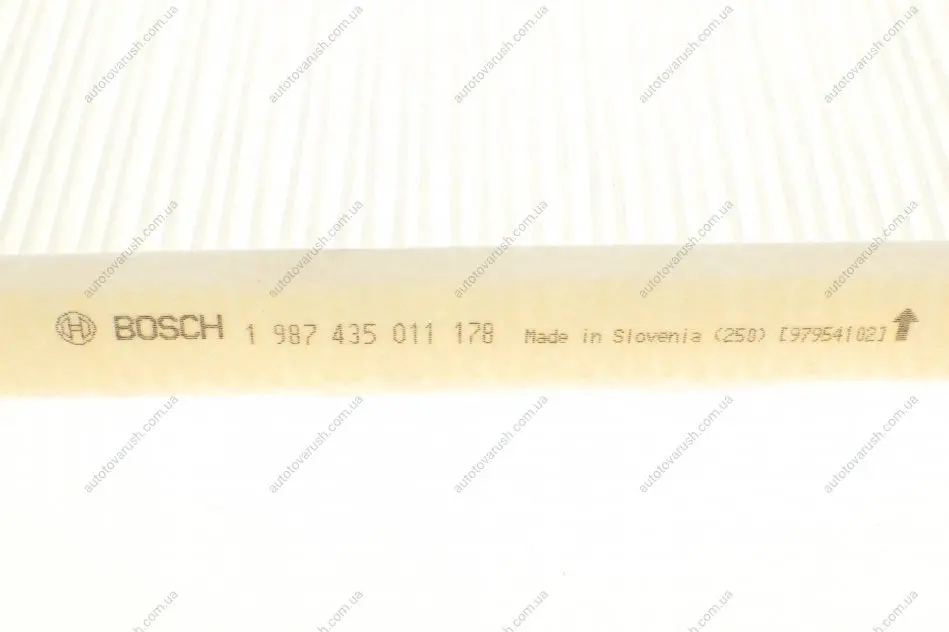 BOSCH 1 987 435 011 178 Made in Slovenia (250) [97954102]
autotovarush.com.ua